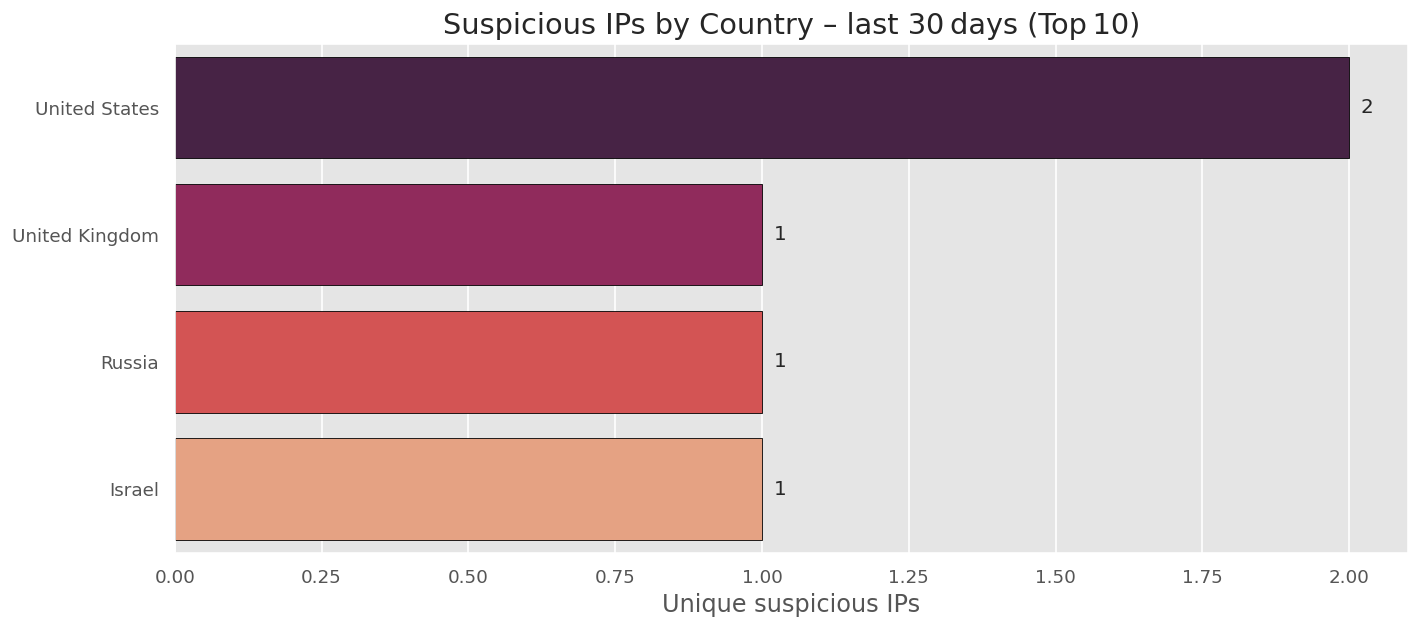 Suspicious IPs by Country – last 30 days (Top 10)
United States
2
United Kingdom
1
Russia
1
Israel
1
0.00 0.25 0.50 0.75 1.00 1.25 1.50 1.75 2.00
Unique suspicious IPs